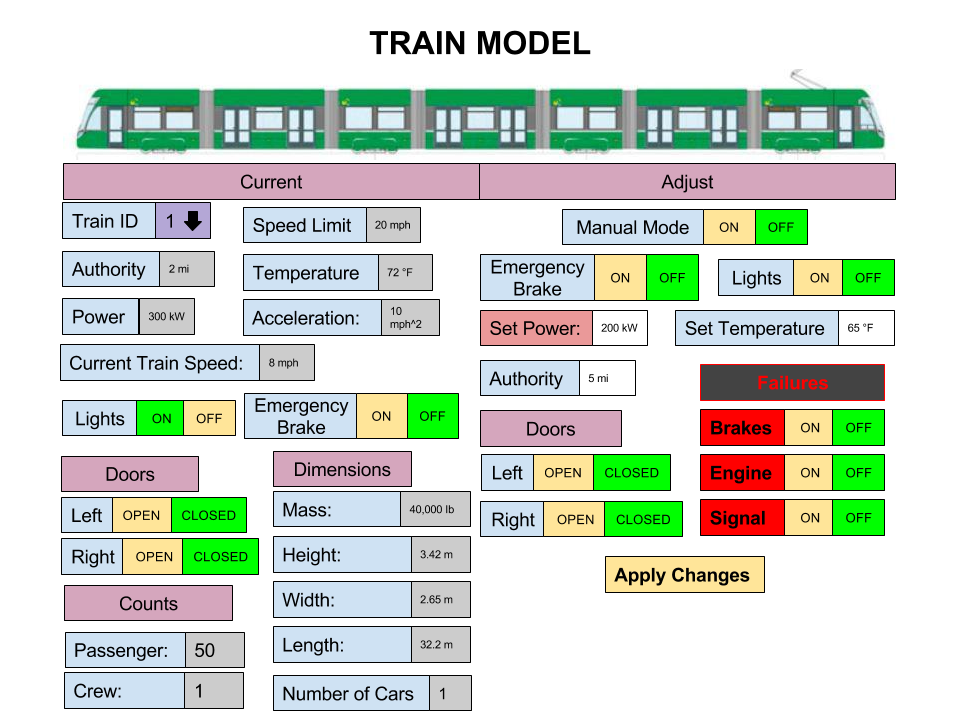 TRAIN MODEL
Current
Adjust
Train ID 1
Speed Limit 20 mph
Manual Mode ON OFF
Authority 2 mi
Temperature 72 °F
Emergency
Brake ON OFF
Lights ON OFF
Power 300 kW
Acceleration: 10
mph^2
Set Power: 200 kW
Set Temperature 65 °F
Current Train Speed: 8 mph
Authority 5 mi
Failures
Lights ON OFF
Emergency
Brake ON OFF
Doors
Brakes ON OFF
Doors
Dimensions
Left OPEN CLOSED
Engine ON OFF
Left OPEN CLOSED
Mass: 40,000 lb
Right OPEN CLOSED
Signal ON OFF
Right OPEN CLOSED
Height: 3.42 m
Apply Changes
Counts
Width: 2.65 m
Passenger: 50
Length: 32.2 m
Crew: 1
Number of Cars 1